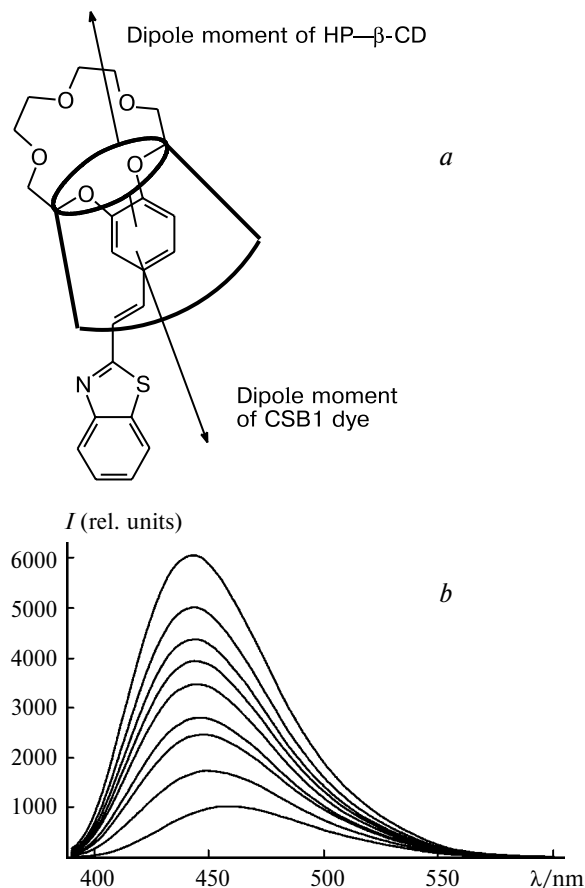 Dipole moment of HP—β-CD
O
O
a
O
O
O
N
S
Dipole moment
of CSB1 dye
I (rel. units)
6000
b
5000
4000
3000
2000
1000
400 450 500 550 λ/nm